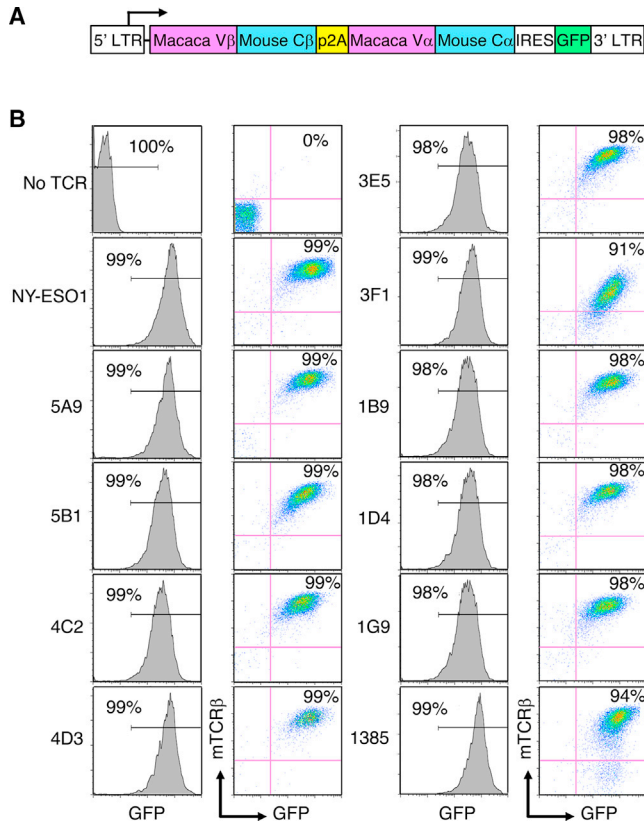 A
5' LTR Macaca Vβ Mouse Cβ p2A Macaca Vα Mouse Cα IRES GFP 3' LTR
B
No TCR 100% 0%
NY-ESO1 99% 99%
5A9 99% 99%
5B1 99% 99%
4C2 99% 99%
4D3 99% 99%
3E5 98% 98%
3F1 99% 91%
1B9 98% 98%
1D4 98% 98%
1G9 98% 98%
1385 99% 94%
mTCRβ mTCRβ
GFP GFP GFP GFP